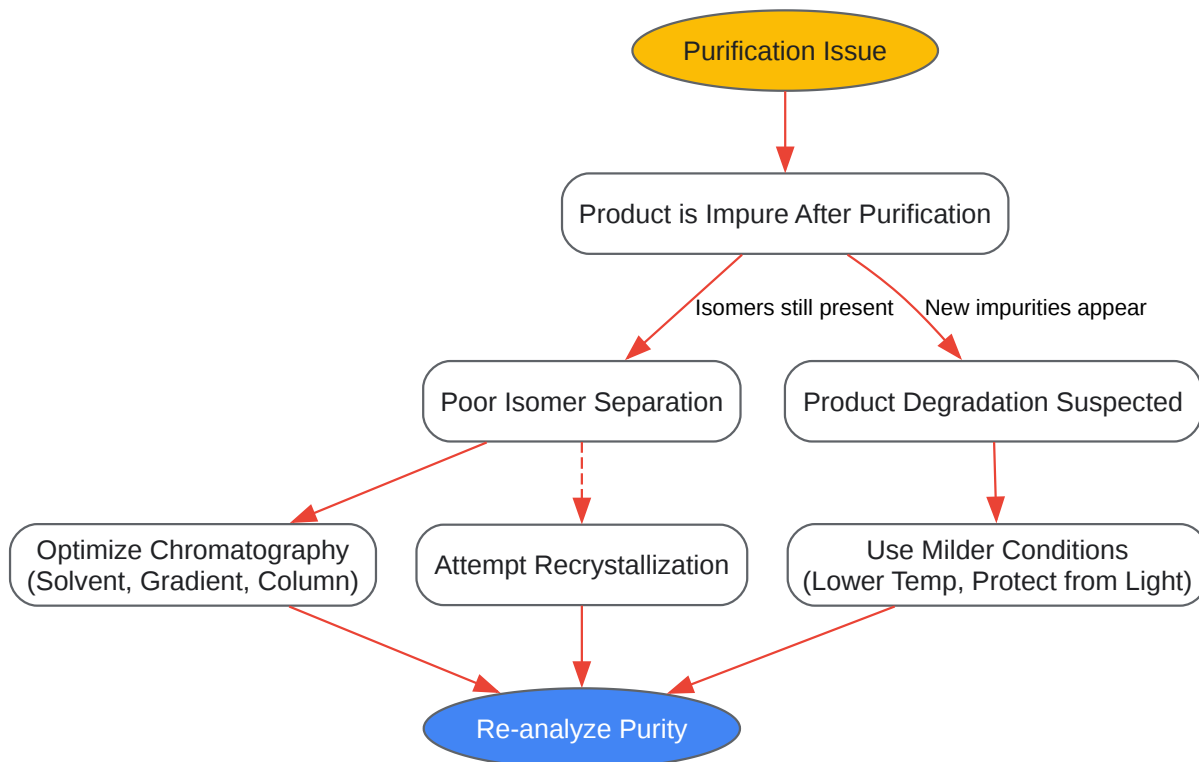 Purification Issue
Product is Impure After Purification
Isomers still present
New impurities appear
Poor Isomer Separation
Product Degradation Suspected
Optimize Chromatography
(Solvent, Gradient, Column)
Attempt Recrystallization
Use Milder Conditions
(Lower Temp, Protect from Light)
Re-analyze Purity